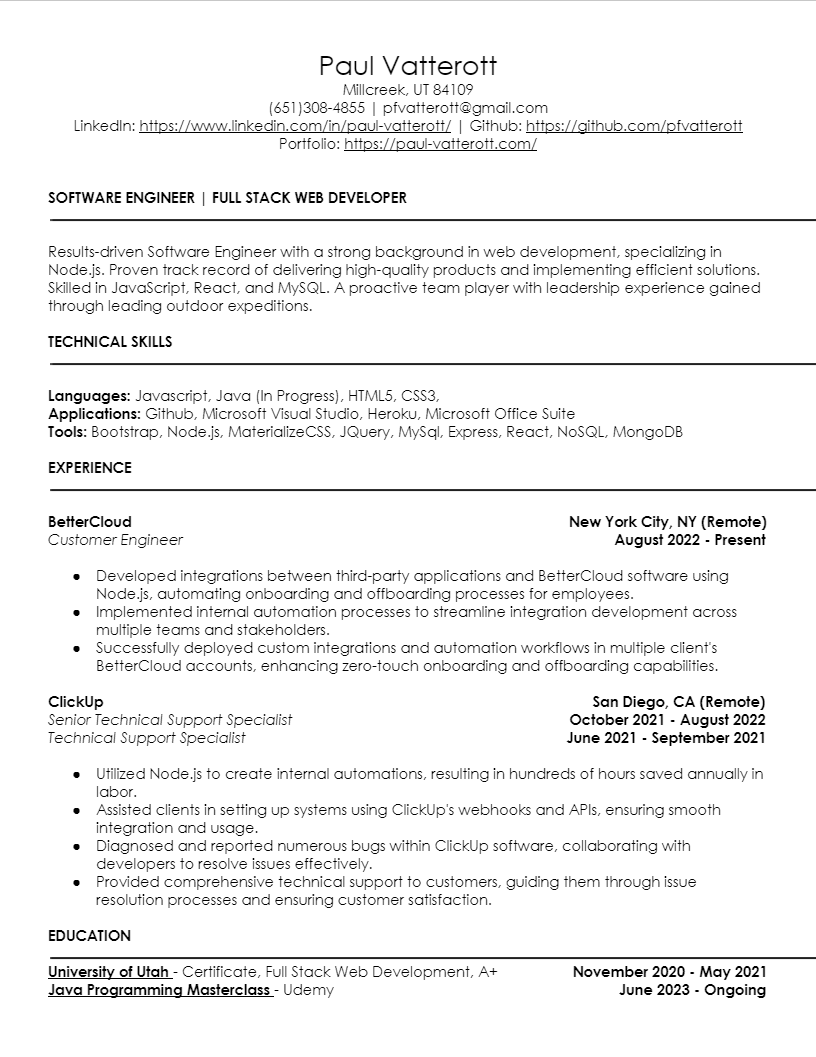 Paul Vatterott
Millcreek, UT 84109
(651)308-4855 | pfvatterott@gmail.com
LinkedIn: https://www.linkedin.com/in/paul-vatterott/ | Github: https://github.com/pfvatterott
Portfolio: https://paul-vatterott.com/
SOFTWARE ENGINEER | FULL STACK WEB DEVELOPER
Results-driven Software Engineer with a strong background in web development, specializing in
Node.js. Proven track record of delivering high-quality products and implementing efficient solutions.
Skilled in JavaScript, React, and MySQL. A proactive team player with leadership experience gained
through leading outdoor expeditions.
TECHNICAL SKILLS
Languages: Javascript, Java (In Progress), HTML5, CSS3,
Applications: Github, Microsoft Visual Studio, Heroku, Microsoft Office Suite
Tools: Bootstrap, Node.js, MaterializeCSS, JQuery, MySql, Express, React, NoSQL, MongoDB
EXPERIENCE
BetterCloud New York City, NY (Remote)
Customer Engineer August 2022 - Present
● Developed integrations between third-party applications and BetterCloud software using
Node.js, automating onboarding and offboarding processes for employees.
● Implemented internal automation processes to streamline integration development across
multiple teams and stakeholders.
● Successfully deployed custom integrations and automation workflows in multiple client's
BetterCloud accounts, enhancing zero-touch onboarding and offboarding capabilities.
ClickUp San Diego, CA (Remote)
Senior Technical Support Specialist October 2021 - August 2022
Technical Support Specialist June 2021 - September 2021
● Utilized Node.js to create internal automations, resulting in hundreds of hours saved annually in
labor.
● Assisted clients in setting up systems using ClickUp's webhooks and APIs, ensuring smooth
integration and usage.
● Diagnosed and reported numerous bugs within ClickUp software, collaborating with
developers to resolve issues effectively.
● Provided comprehensive technical support to customers, guiding them through issue
resolution processes and ensuring customer satisfaction.
EDUCATION
University of Utah - Certificate, Full Stack Web Development, A+ November 2020 - May 2021
Java Programming Masterclass - Udemy June 2023 - Ongoing